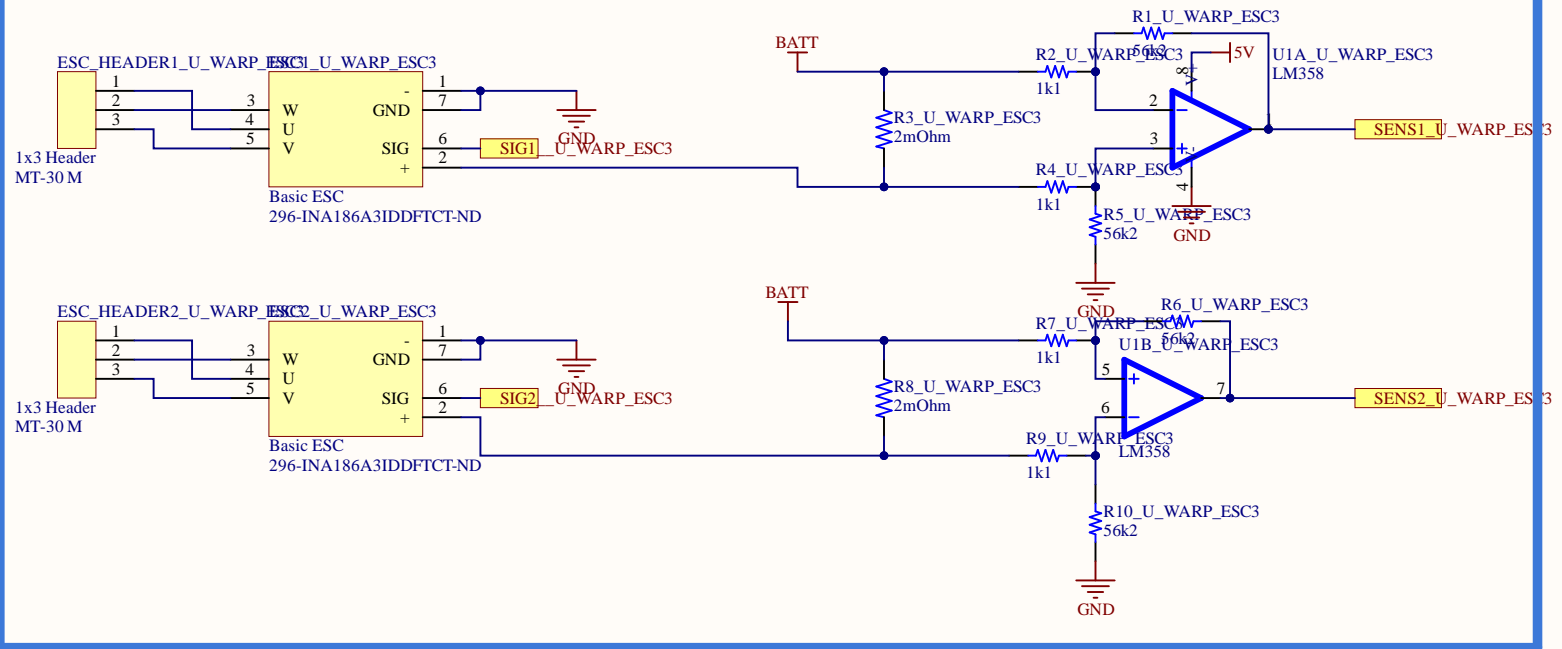 ESC_HEADER1_U_WARP_ESC3
ESC1_U_WARP_ESC3
1
2
3
1x3 Header
MT-30 M
3
4
5
W
U
V
-
GND
SIG
+
1
7
6
2
Basic ESC
296-INA186A3IDDFTCT-ND
GND
SIG1_U_WARP_ESC3
BATT
R3_U_WARP_ESC3
2mOhm
R2_U_WARP_ESC3
1k1
R1_U_WARP_ESC3
56k2
5V
8
V+
U1A_U_WARP_ESC3
LM358
2
3
-
+
V-
4
GND
R4_U_WARP_ESC3
1k1
R5_U_WARP_ESC3
56k2
GND
SENS1_U_WARP_ESC3
ESC_HEADER2_U_WARP_ESC3
ESC2_U_WARP_ESC3
1
2
3
1x3 Header
MT-30 M
3
4
5
W
U
V
-
GND
SIG
+
1
7
6
2
Basic ESC
296-INA186A3IDDFTCT-ND
GND
SIG2_U_WARP_ESC3
BATT
R8_U_WARP_ESC3
2mOhm
R7_U_WARP_ESC3
1k1
R6_U_WARP_ESC3
56k2
U1B_U_WARP_ESC3
5
6
+
-
7
LM358
R9_U_WARP_ESC3
1k1
R10_U_WARP_ESC3
56k2
GND
SENS2_U_WARP_ESC3